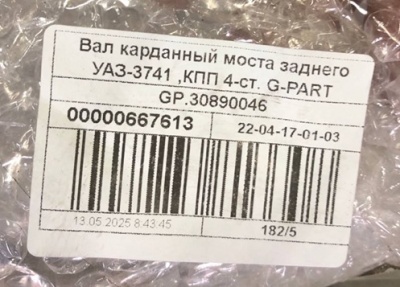 Вал карданный моста заднего
УАЗ-3741 ,КПП 4-ст. G-PART
GP.30890046
00000667613 22-04-17-01-03
13.05.2025 8:43:45 182/5